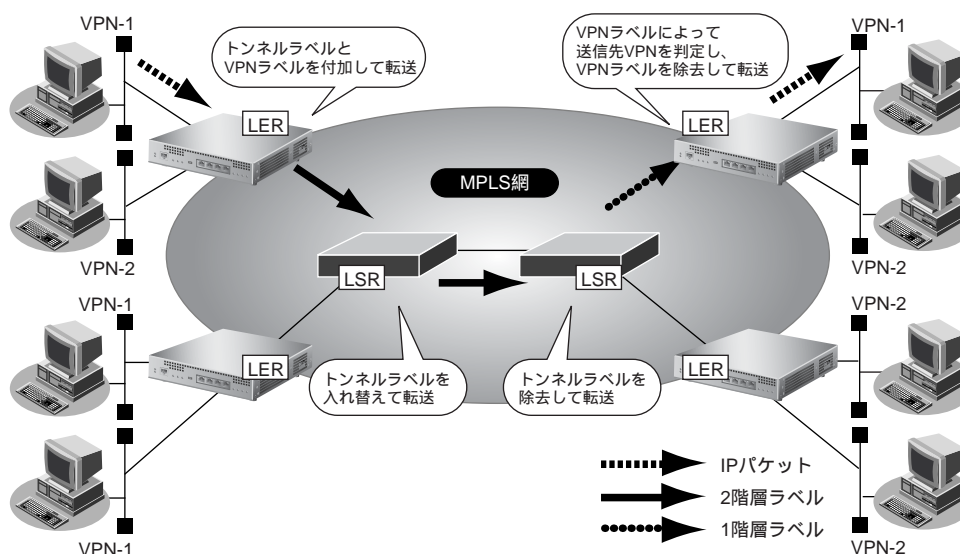 VPN-1
トンネルラベルと
VPNラベルを付加して転送
VPNラベルによって
送信先VPNを判定し、
VPNラベルを除去して転送
VPN-1
LER
LER
MPLS網
VPN-2
VPN-2
LSR
LSR
VPN-1
VPN-2
LER
LER
トンネルラベルを
入れ替えて転送
トンネルラベルを
除去して転送
IPパケット
2階層ラベル
1階層ラベル
VPN-1
VPN-2